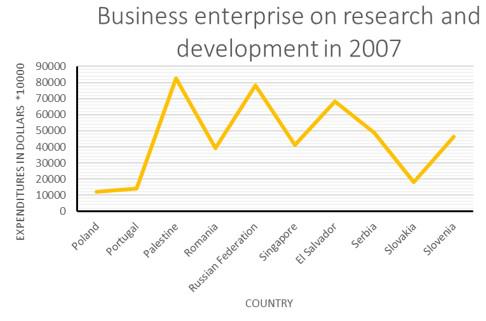 Business enterprise on research and
development in 2007
EXPENDITURES IN DOLLARS *10000
90000
80000
70000
60000
50000
40000
30000
20000
10000
0
Poland
Portugal
Palestine
Romania
Russian Federation
Singapore
El Salvador
Serbia
Slovakia
Slovenia
COUNTRY